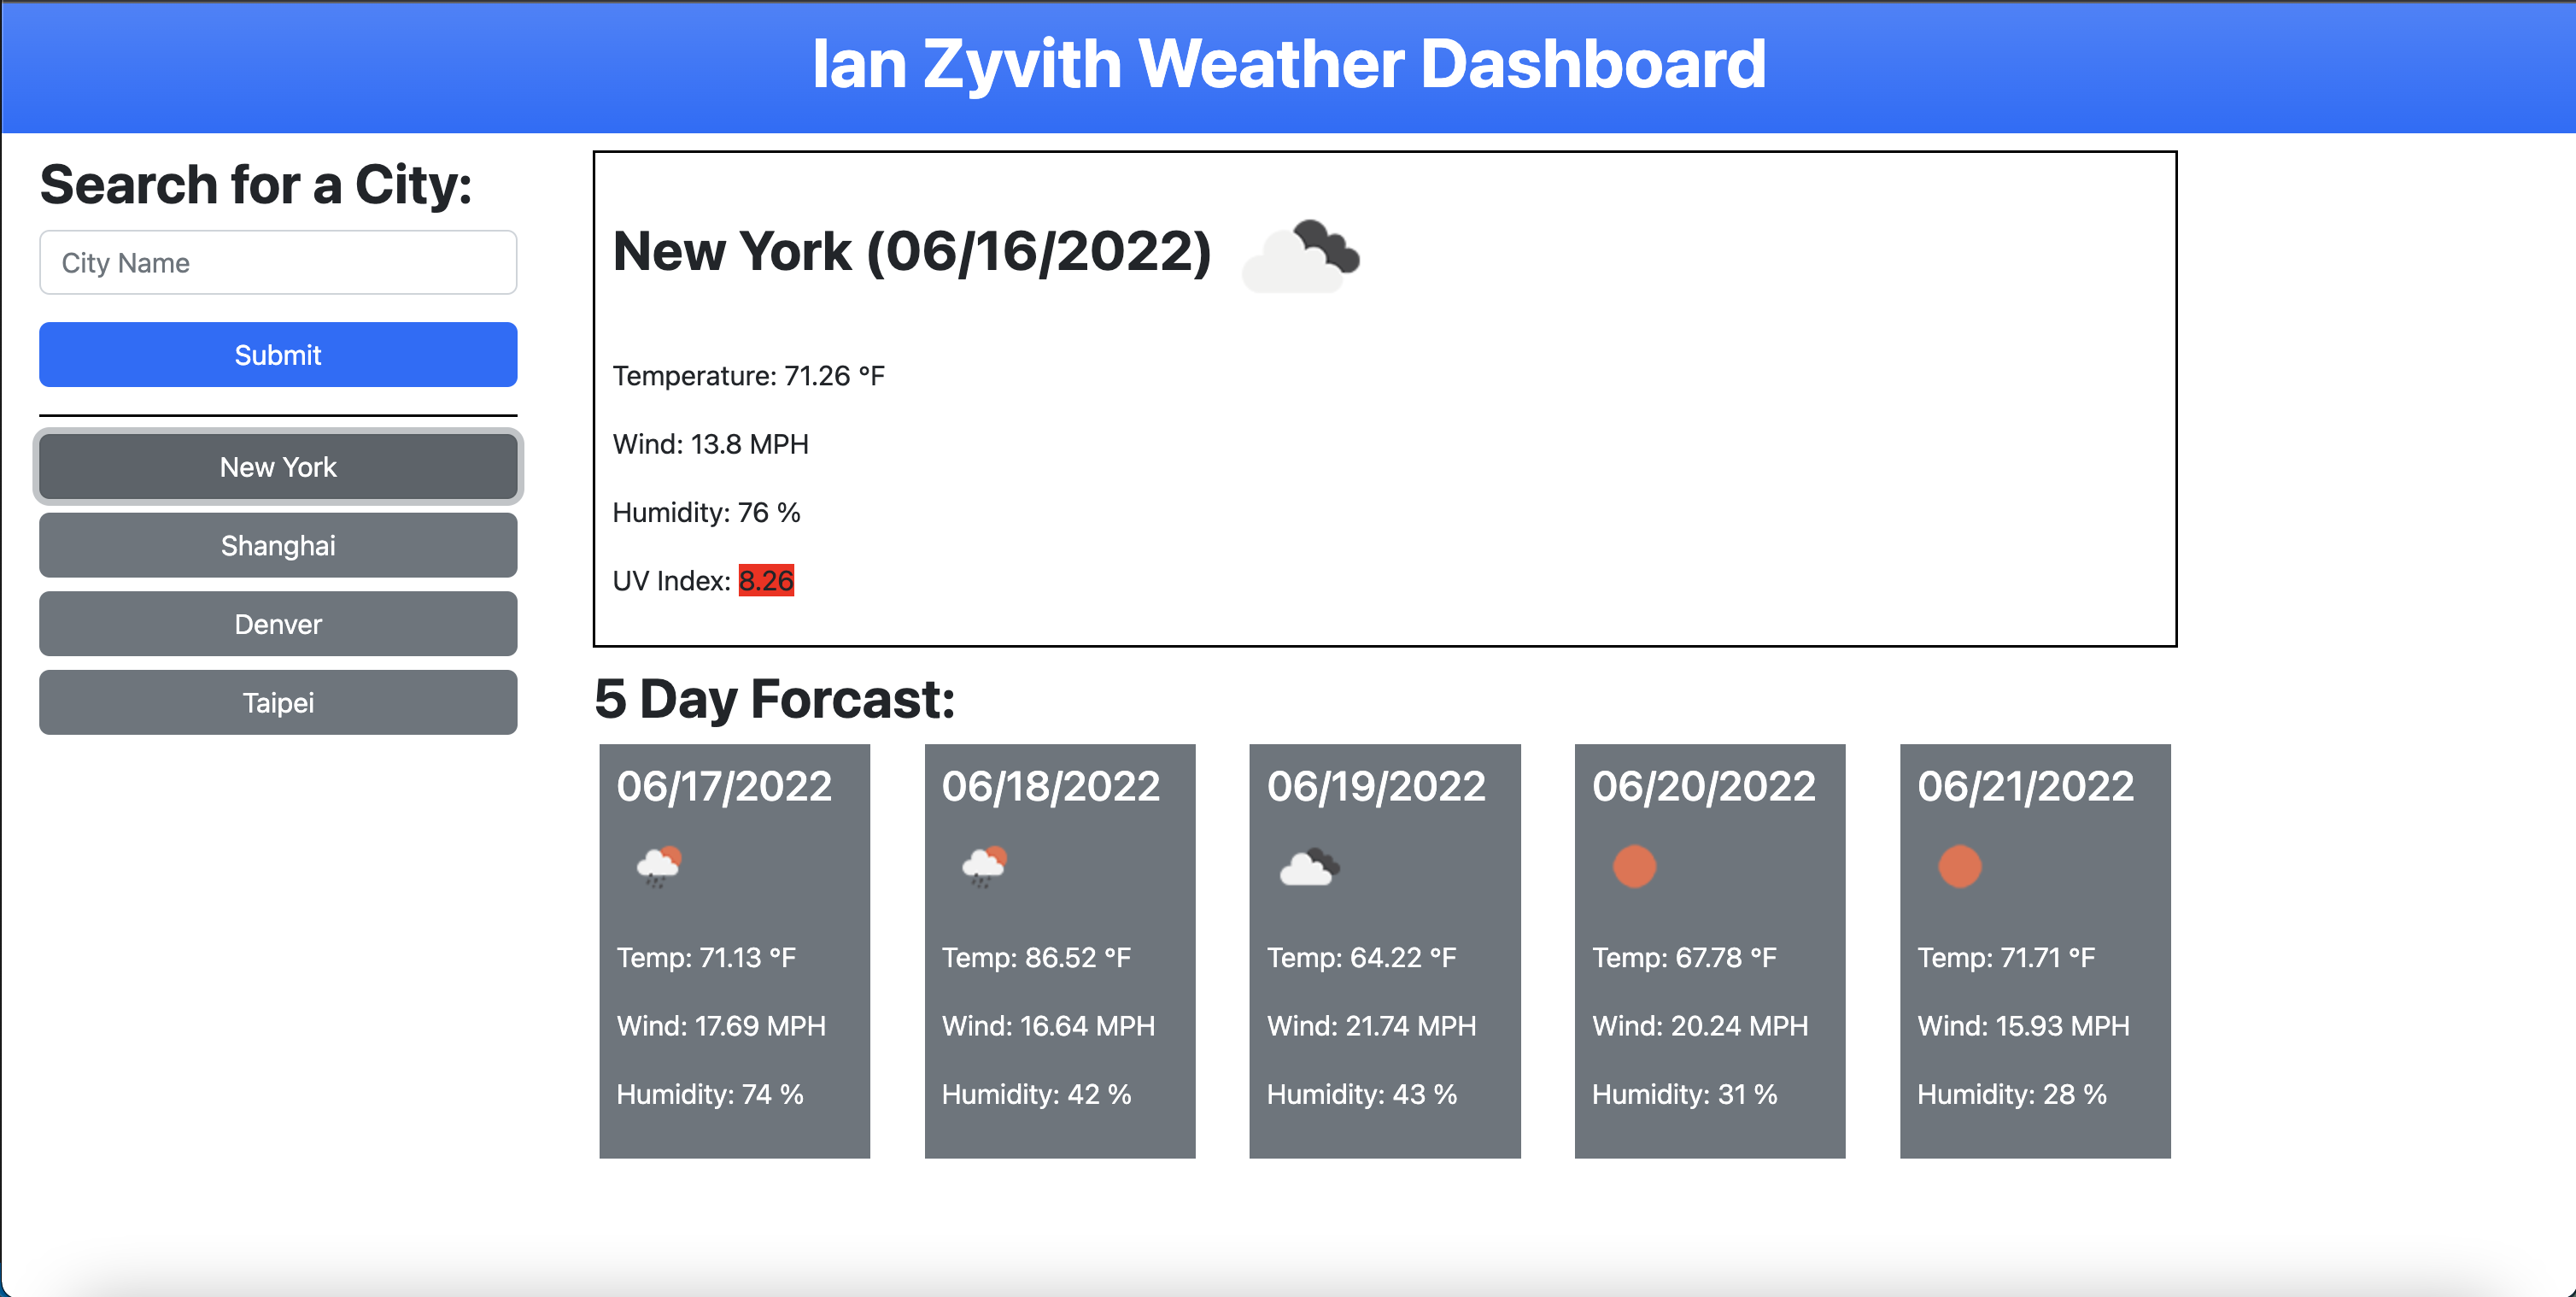 Ian Zyvith Weather Dashboard
Search for a City:
City Name
Submit
New York
Shanghai
Denver
Taipei
New York (06/16/2022)
Temperature: 71.26 °F
Wind: 13.8 MPH
Humidity: 76 %
UV Index: 8.26
5 Day Forcast:
06/17/2022
Temp: 71.13 °F
Wind: 17.69 MPH
Humidity: 74 %
06/18/2022
Temp: 86.52 °F
Wind: 16.64 MPH
Humidity: 42 %
06/19/2022
Temp: 64.22 °F
Wind: 21.74 MPH
Humidity: 43 %
06/20/2022
Temp: 67.78 °F
Wind: 20.24 MPH
Humidity: 31 %
06/21/2022
Temp: 71.71 °F
Wind: 15.93 MPH
Humidity: 28 %